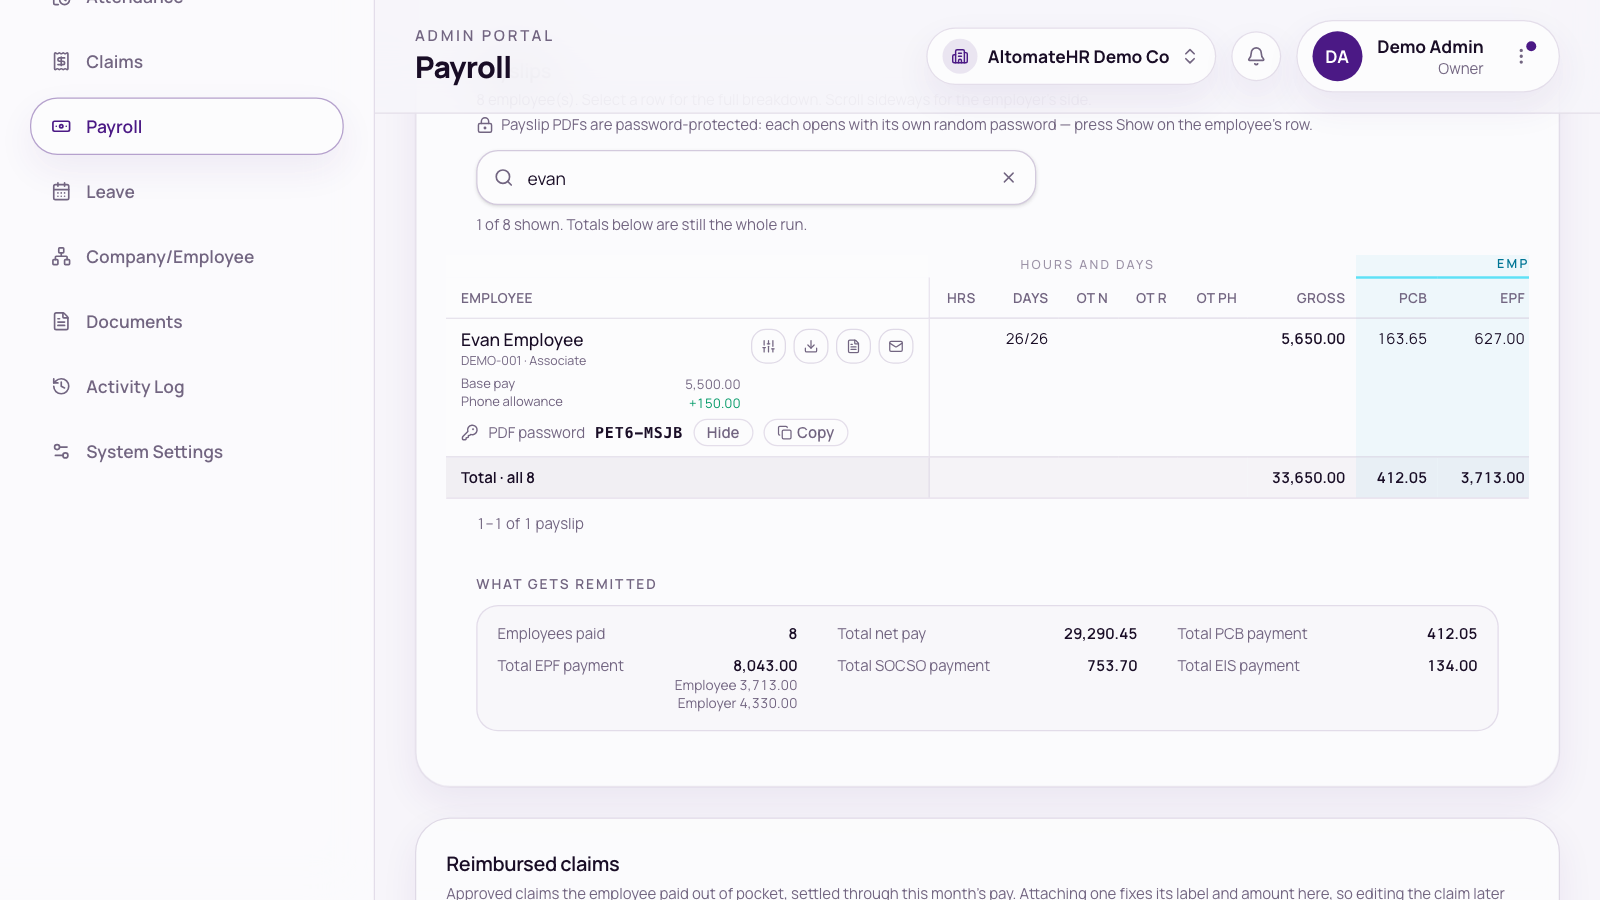 Attendance
Claims
Payroll
Leave
Company/Employee
Documents
Activity Log
System Settings
ADMIN PORTAL
Payroll
AltomateHR Demo Co
DA
Demo Admin
Owner
8 employee(s). Select a row for the full breakdown. Scroll sideways for the employer's side.
Payslip PDFs are password-protected: each opens with its own random password — press Show on the employee's row.
evan
1 of 8 shown. Totals below are still the whole run.
HOURS AND DAYS EMP
EMPLOYEE HRS DAYS OT N OT R OT PH GROSS PCB EPF
Evan Employee 26/26 5,650.00 163.65 627.00
DEMO-001 · Associate
Base pay 5,500.00
Phone allowance +150.00
PDF password PET6-MSJB Hide Copy
Total · all 8 33,650.00 412.05 3,713.00
1–1 of 1 payslip
WHAT GETS REMITTED
Employees paid 8 Total net pay 29,290.45 Total PCB payment 412.05
Total EPF payment 8,043.00 Total SOCSO payment 753.70 Total EIS payment 134.00
Employee 3,713.00
Employer 4,330.00
Reimbursed claims
Approved claims the employee paid out of pocket, settled through this month's pay. Attaching one fixes its label and amount here, so editing the claim later